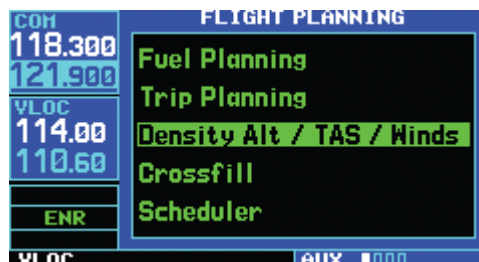 COM
118.300
121.900
VLOC
114.00
110.60
ENR
VLOC
FLIGHT PLANNING
Fuel Planning
Trip Planning
Density Alt / TAS / Winds
Crossfill
Scheduler
AUX